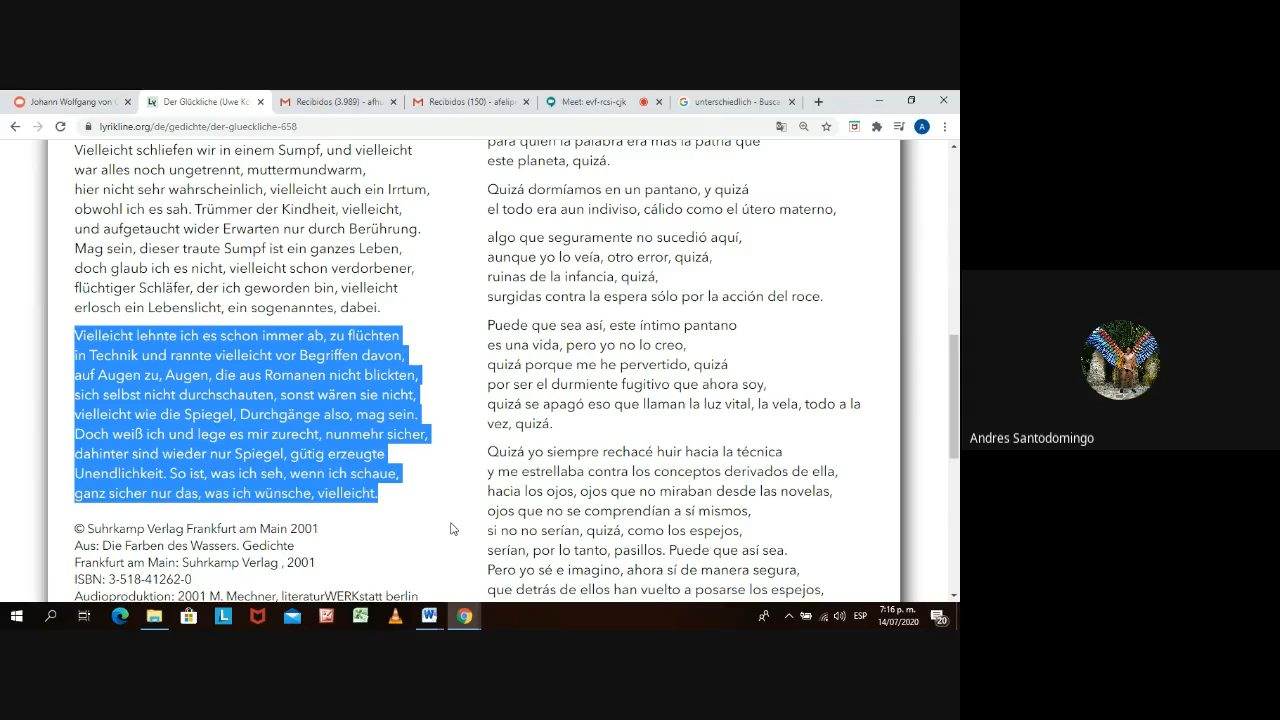 Johann Wolfgang von
Der Glückliche (Uwe Ko
Recibidos (3.989) - afhu
Recibidos (150) - afelip
Meet: evf-rcsi-cjk
unterschiedlich - Busca
lyrikline.org/de/gedichte/der-glueckliche-658
Vielleicht schliefen wir in einem Sumpf, und vielleicht
war alles noch ungetrennt, muttermundwarm,
hier nicht sehr wahrscheinlich, vielleicht auch ein Irrtum,
obwohl ich es sah. Trümmer der Kindheit, vielleicht,
und aufgetaucht wider Erwarten nur durch Berührung.
Mag sein, dieser traute Sumpf ist ein ganzes Leben,
doch glaub ich es nicht, vielleicht schon verdorbener,
flüchtiger Schläfer, der ich geworden bin, vielleicht
erlosch ein Lebenslicht, ein sogenanntes, dabei.
Vielleicht lehnte ich es schon immer ab, zu flüchten
in Technik und rannte vielleicht vor Begriffen davon,
auf Augen zu, Augen, die aus Romanen nicht blickten,
sich selbst nicht durchschauten, sonst wären sie nicht,
vielleicht wie die Spiegel, Durchgänge also, mag sein.
Doch weiß ich und lege es mir zurecht, nunmehr sicher,
dahinter sind wieder nur Spiegel, gütig erzeugte
Unendlichkeit. So ist, was ich seh, wenn ich schaue,
ganz sicher nur das, was ich wünsche, vielleicht.
© Suhrkamp Verlag Frankfurt am Main 2001
Aus: Die Farben des Wassers. Gedichte
Frankfurt am Main: Suhrkamp Verlag , 2001
ISBN: 3-518-41262-0
Audioproduktion: 2001 M. Mechner, literaturWERKstatt berlin
para quien la palabra era más la patria que
este planeta, quizá.
Quizá dormíamos en un pantano, y quizá
el todo era aun indiviso, cálido como el útero materno,
algo que seguramente no sucedió aquí,
aunque yo lo veía, otro error, quizá,
ruinas de la infancia, quizá,
surgidas contra la espera sólo por la acción del roce.
Puede que sea así, este íntimo pantano
es una vida, pero yo no lo creo,
quizá porque me he pervertido, quizá
por ser el durmiente fugitivo que ahora soy,
quizá se apagó eso que llaman la luz vital, la vela, todo a la
vez, quizá.
Quizá yo siempre rechacé huir hacia la técnica
y me estrellaba contra los conceptos derivados de ella,
hacia los ojos, ojos que no miraban desde las novelas,
ojos que no se comprendían a sí mismos,
si no no serían, quizá, como los espejos,
serían, por lo tanto, pasillos. Puede que así sea.
Pero yo sé e imagino, ahora sí de manera segura,
que detrás de ellos han vuelto a posarse los espejos,
Andres Santodomingo
ESP
7:16 p. m.
14/07/2020
20